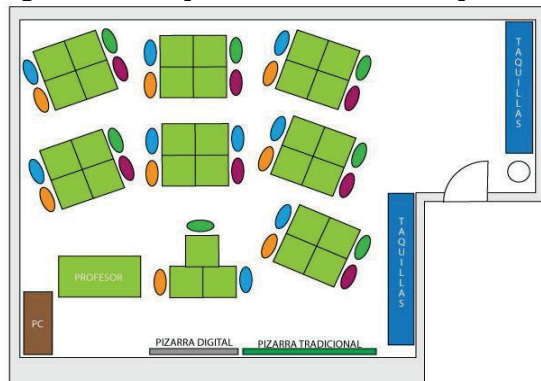 TAQUILLAS
TAQUILLAS
PROFESOR
PC
PIZARRA DIGITAL
PIZARRA TRADICIONAL